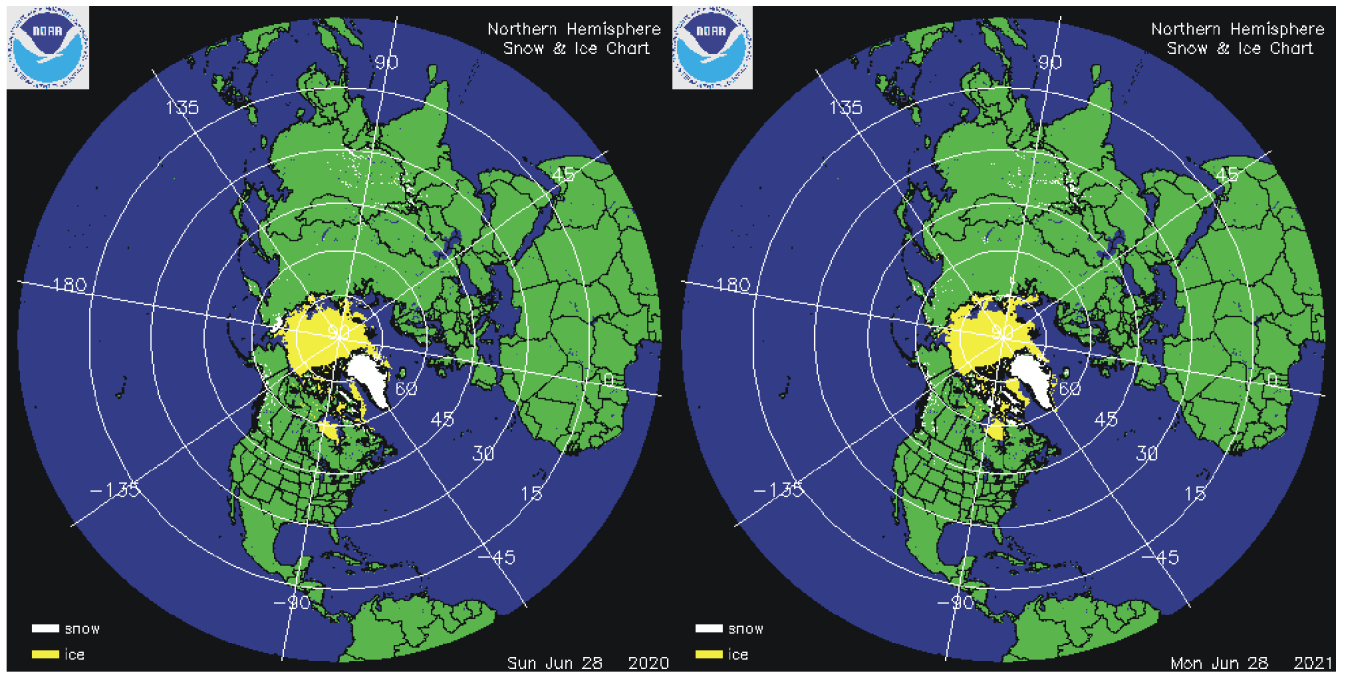 NOAA
Northern Hemisphere
Snow & Ice Chart
90
135
45
180
90
0
60
45
30
15
-135
-45
-90
snow
ice
Sun Jun 28 2020
NOAA
Northern Hemisphere
Snow & Ice Chart
90
135
45
180
90
0
60
45
30
15
-135
-45
-90
snow
ice
Mon Jun 28 2021